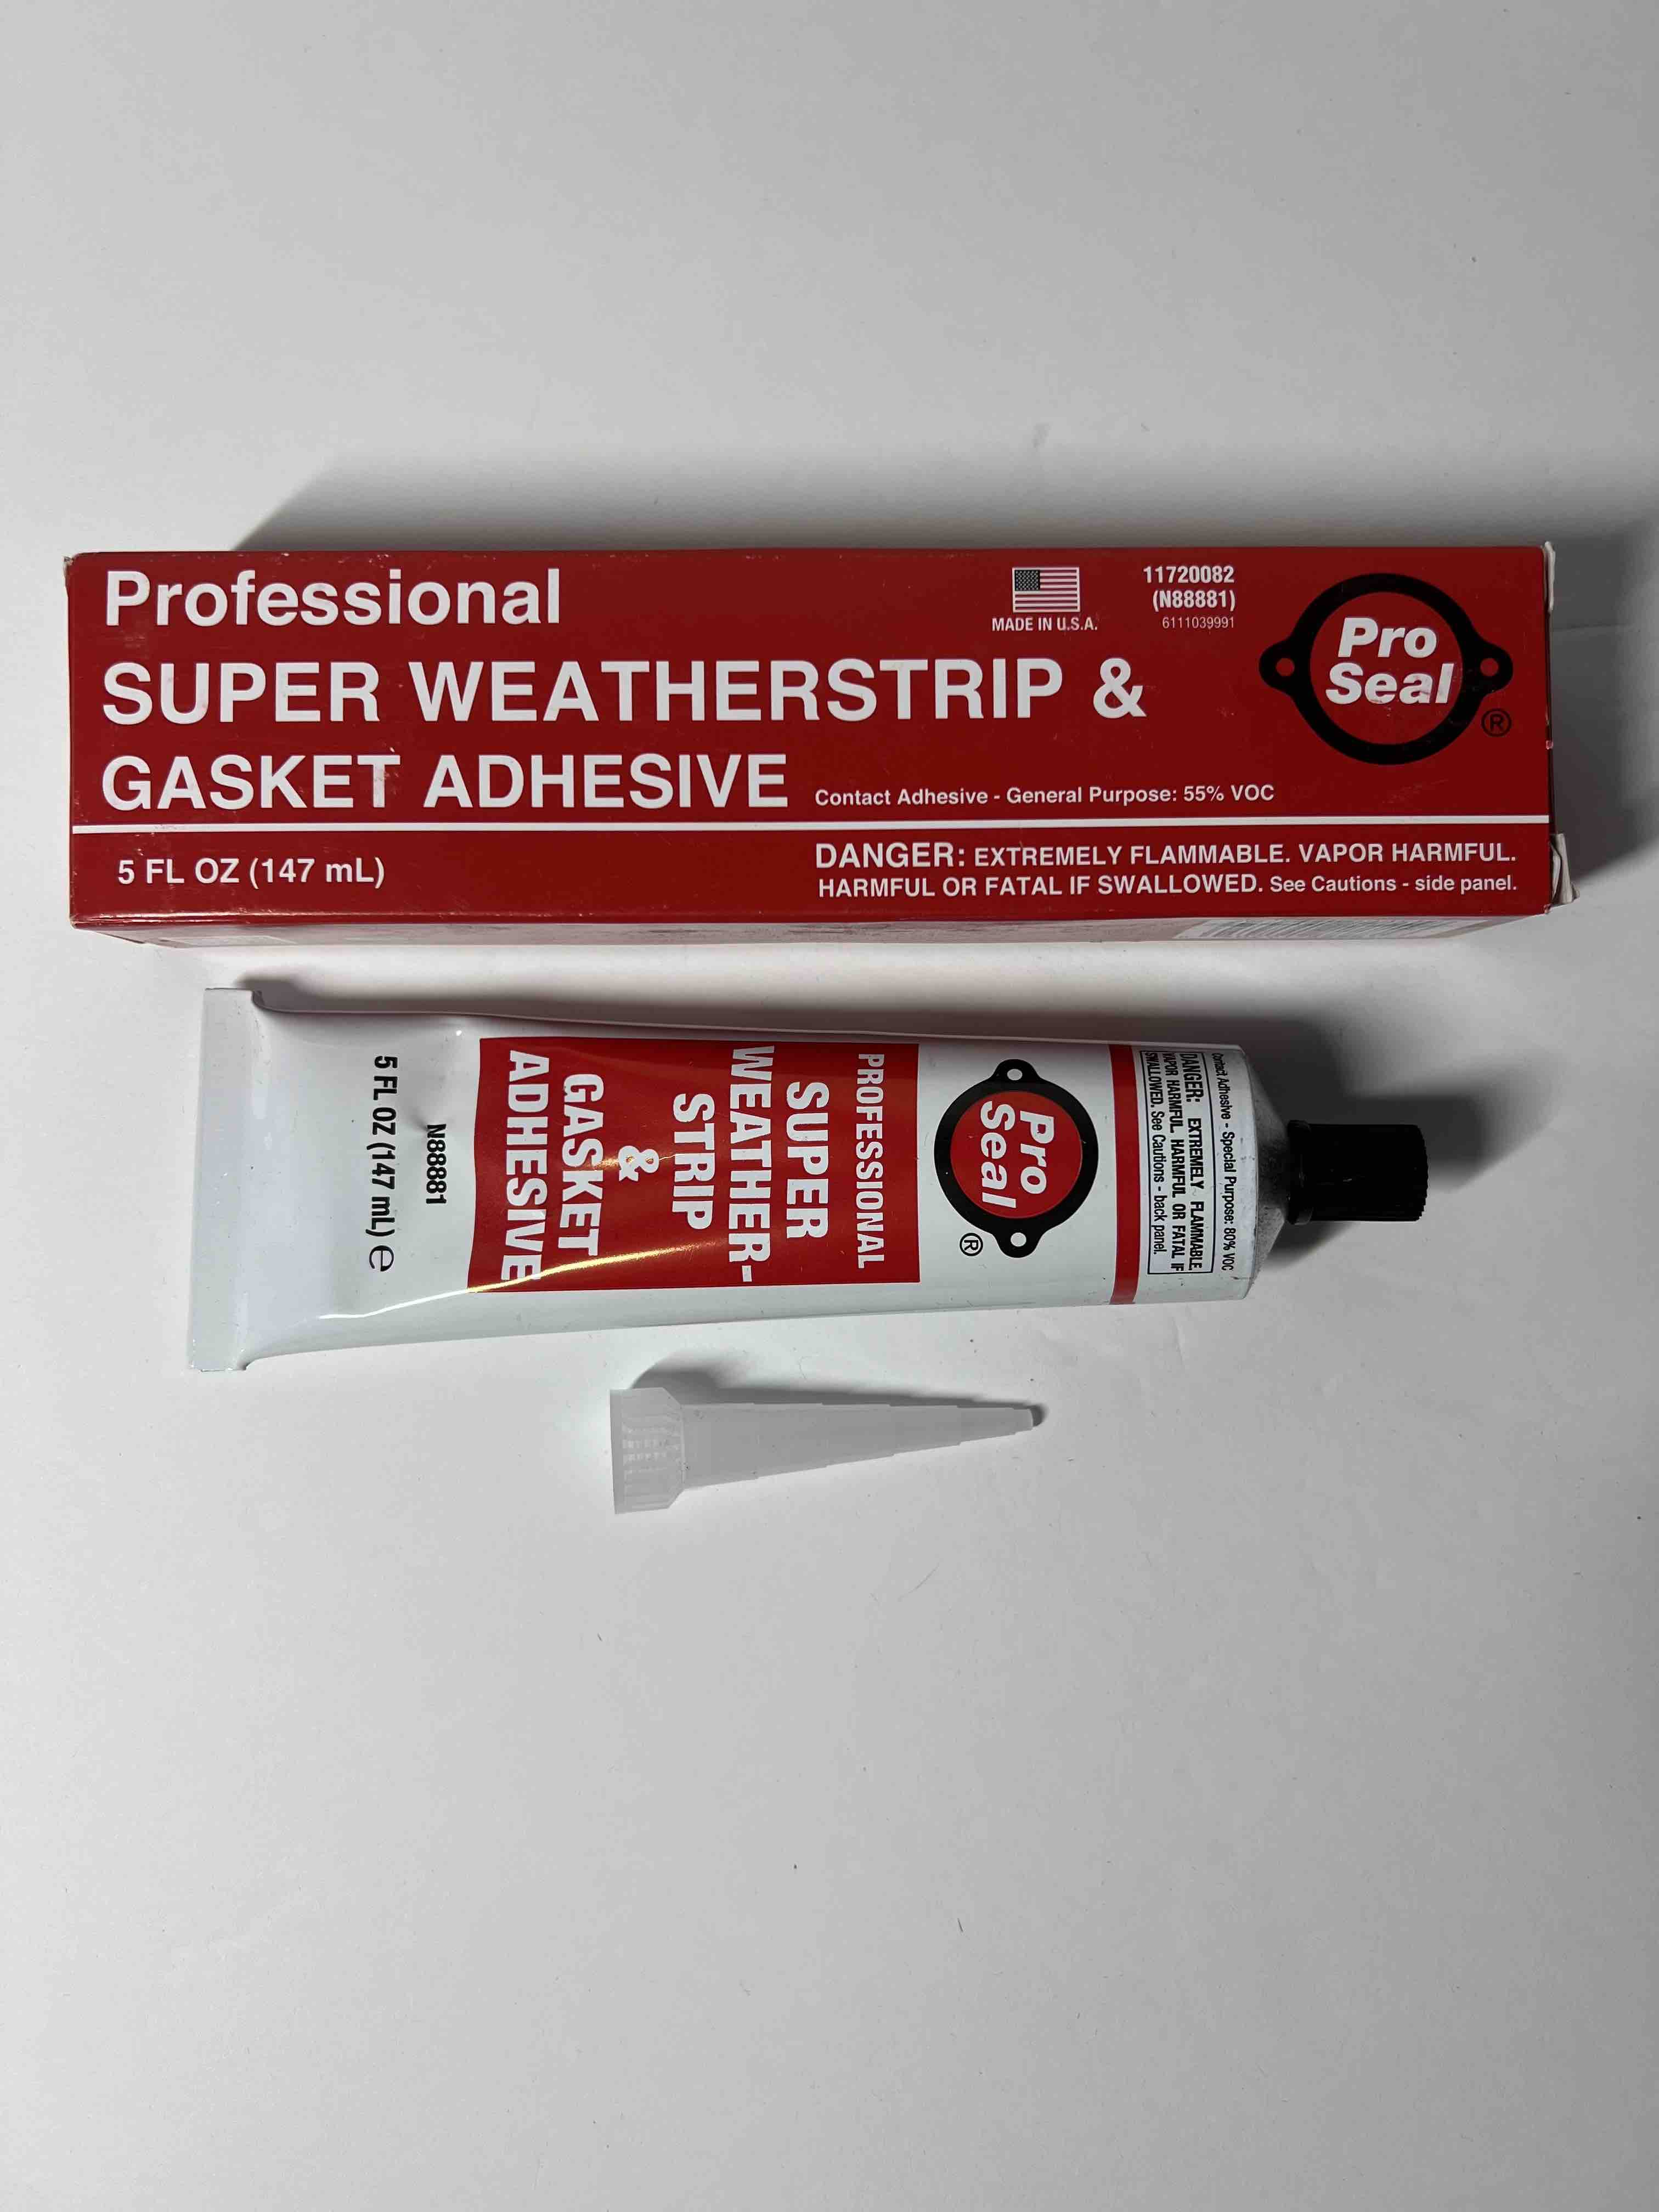 Professional
SUPER WEATHERSTRIP &
GASKET ADHESIVE
Contact Adhesive - General Purpose: 55% VOC
MADE IN U.S.A.
11720082
(N88881)
6111039991
Pro
Seal
®
5 FL OZ (147 mL)
DANGER: EXTREMELY FLAMMABLE. VAPOR HARMFUL.
HARMFUL OR FATAL IF SWALLOWED. See Cautions - side panel.
Contact Adhesive - Special Purpose: 80% VOC
DANGER: EXTREMELY FLAMMABLE.
VAPOR HARMFUL. HARMFUL OR FATAL IF
SWALLOWED. See Cautions - back panel.
Pro
Seal
®
PROFESSIONAL
SUPER
WEATHER-
STRIP
&
GASKET
ADHESIVE
N88881
5 FL OZ (147 mL) ℮